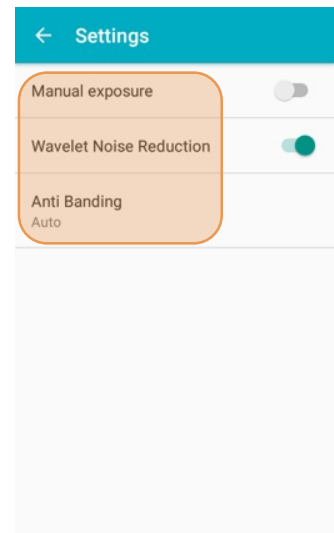 Settings
Manual exposure
Wavelet Noise Reduction
Anti Banding
Auto